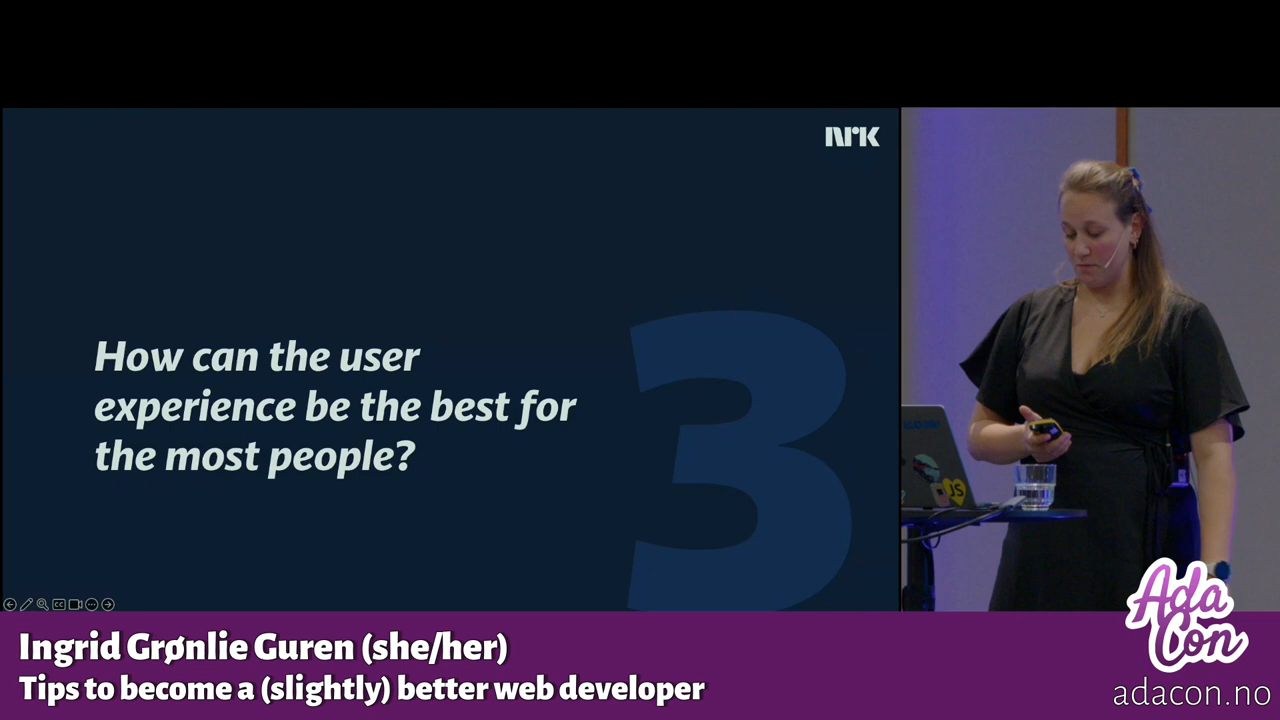 NRK
How can the user
experience be the best for
the most people?
3
JS
Ingrid Grønlie Guren (she/her)
Tips to become a (slightly) better web developer
Ada
Con
adacon.no